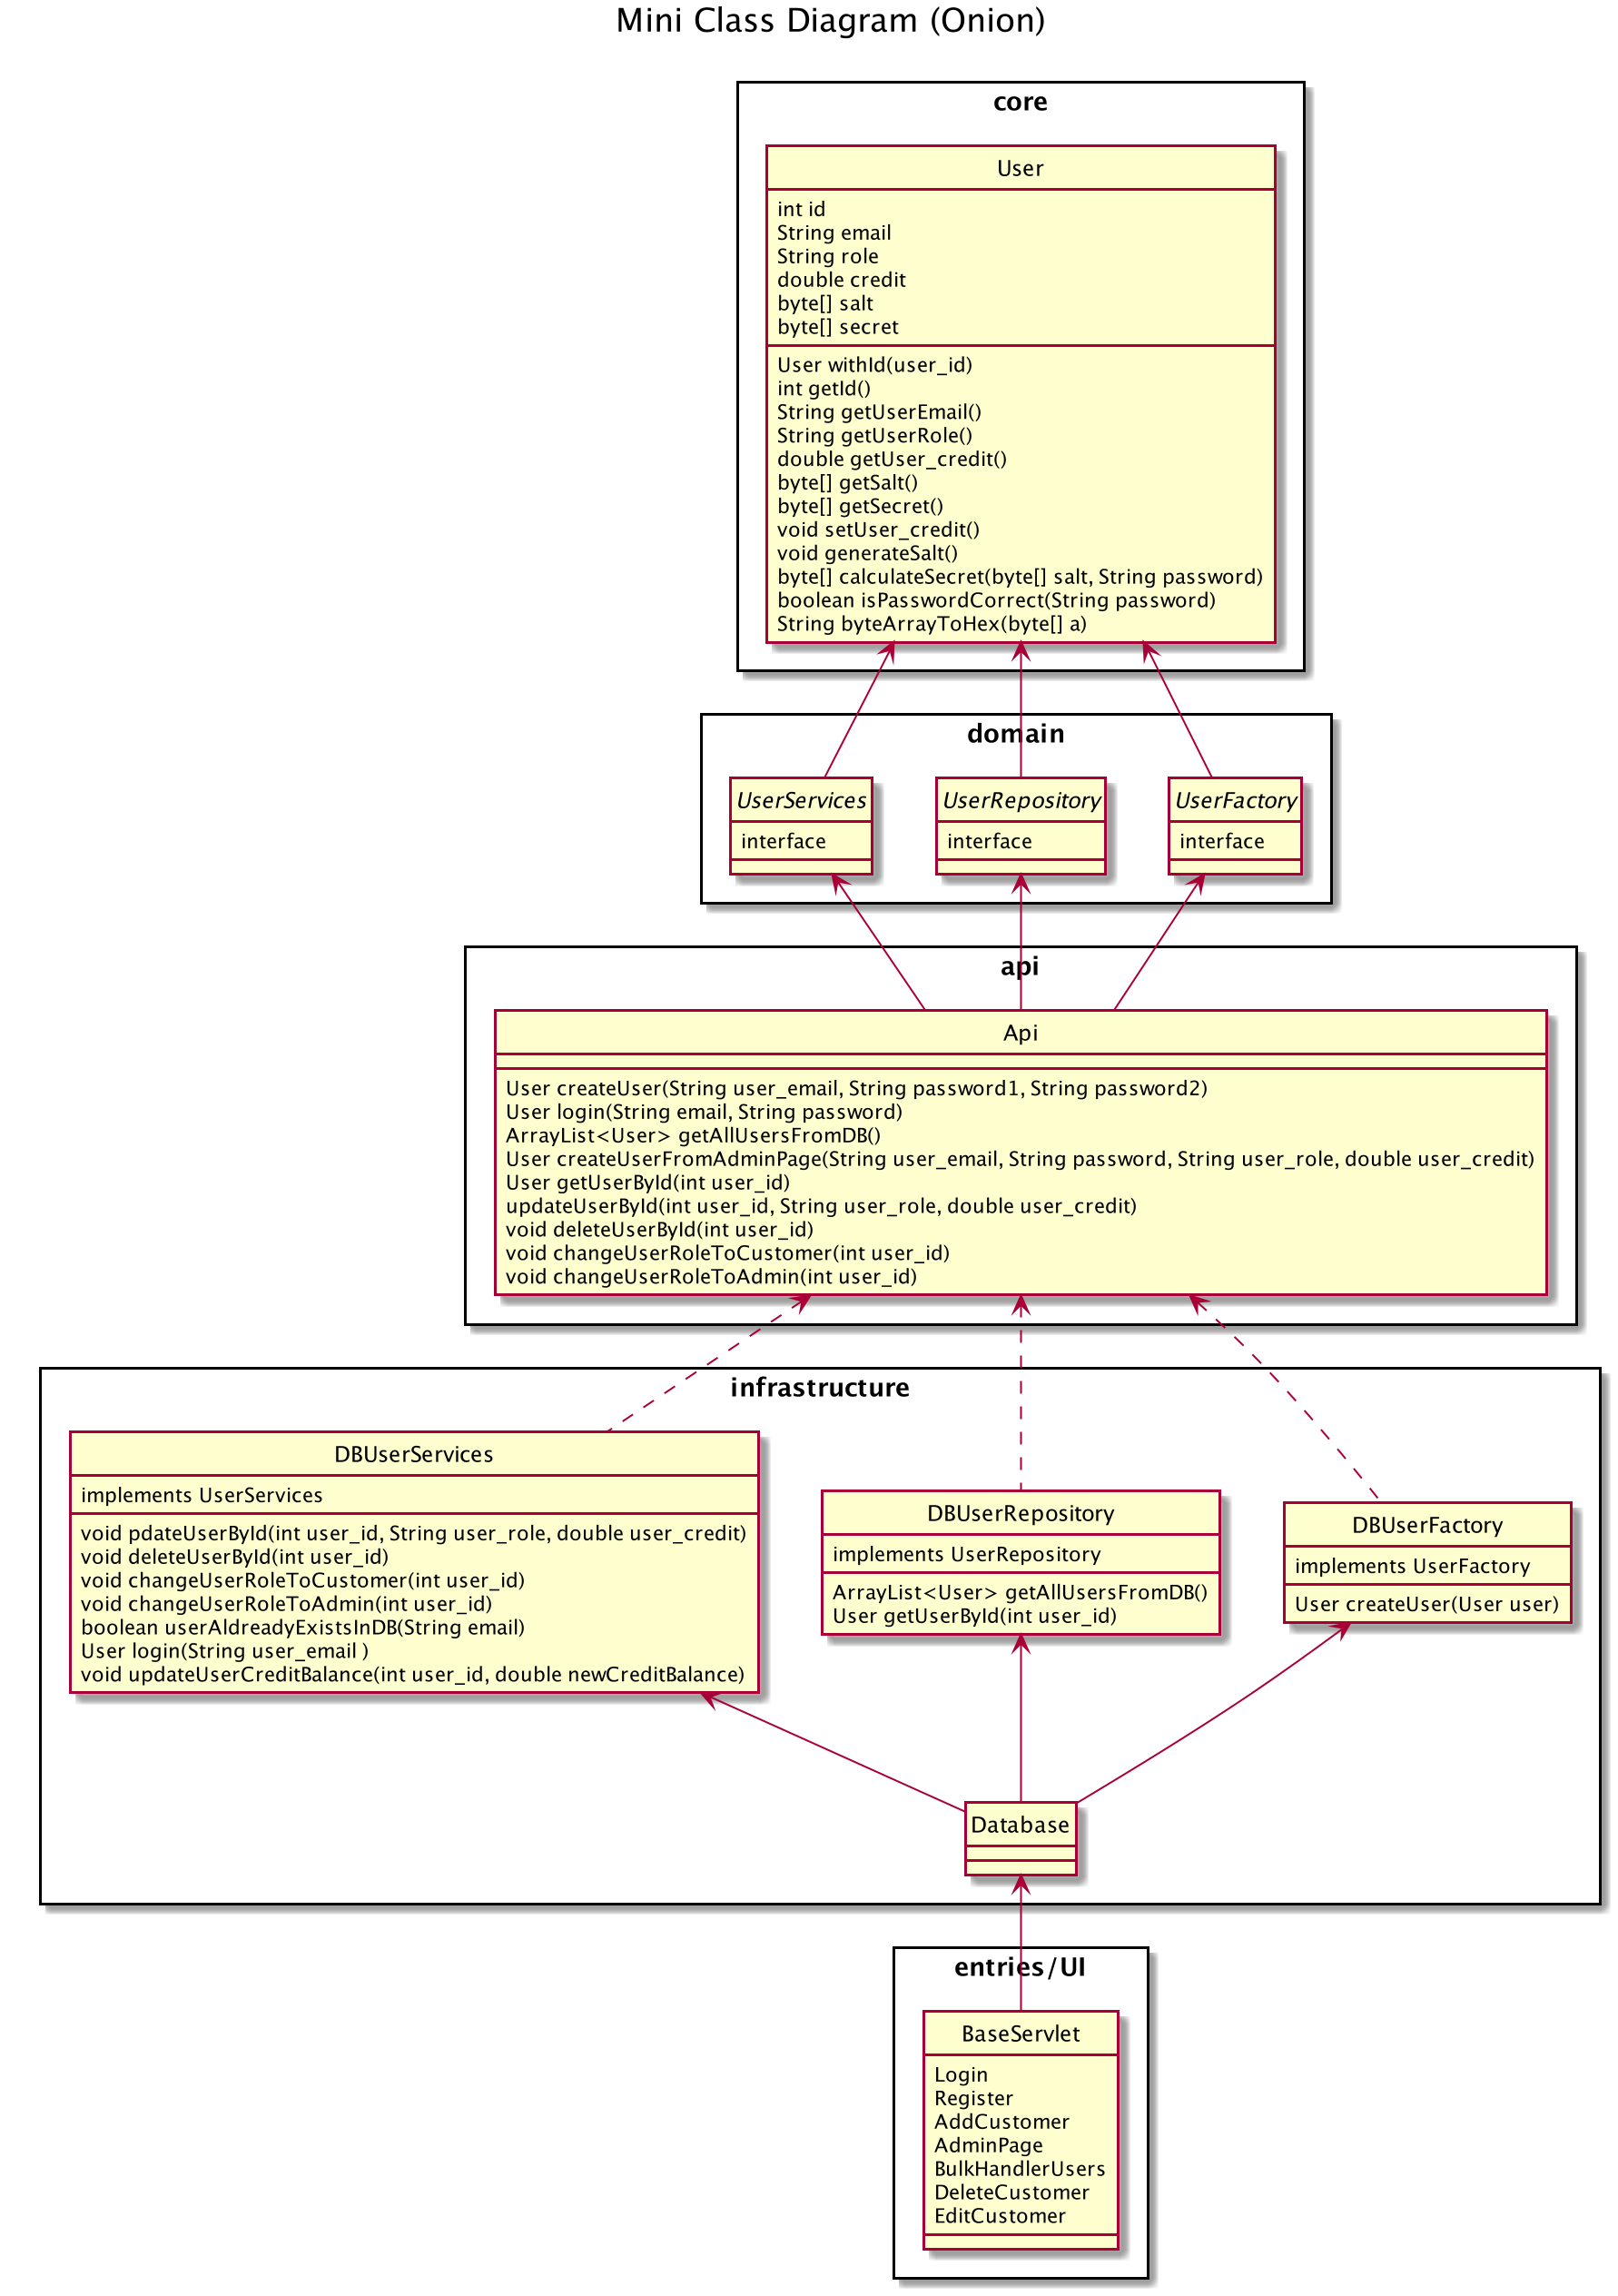 Mini Class Diagram (Onion)
core
User
int id
String email
String role
double credit
byte[] salt
byte[] secret
User withId(user_id)
int getId()
String getUserEmail()
String getUserRole()
double getUser_credit()
byte[] getSalt()
byte[] getSecret()
void setUser_credit()
void generateSalt()
byte[] calculateSecret(byte[] salt, String password)
boolean isPasswordCorrect(String password)
String byteArrayToHex(byte[] a)
domain
UserServices
interface
UserRepository
interface
UserFactory
interface
api
Api
User createUser(String user_email, String password1, String password2)
User login(String email, String password)
ArrayList<User> getAllUsersFromDB()
User createUserFromAdminPage(String user_email, String password, String user_role, double user_credit)
User getUserById(int user_id)
updateUserById(int user_id, String user_role, double user_credit)
void deleteUserById(int user_id)
void changeUserRoleToCustomer(int user_id)
void changeUserRoleToAdmin(int user_id)
infrastructure
DBUserServices
implements UserServices
void pdateUserById(int user_id, String user_role, double user_credit)
void deleteUserById(int user_id)
void changeUserRoleToCustomer(int user_id)
void changeUserRoleToAdmin(int user_id)
boolean userAldreadyExistsInDB(String email)
User login(String user_email )
void updateUserCreditBalance(int user_id, double newCreditBalance)
DBUserRepository
implements UserRepository
ArrayList<User> getAllUsersFromDB()
User getUserById(int user_id)
DBUserFactory
implements UserFactory
User createUser(User user)
Database
entries/UI
BaseServlet
Login
Register
AddCustomer
AdminPage
BulkHandlerUsers
DeleteCustomer
EditCustomer